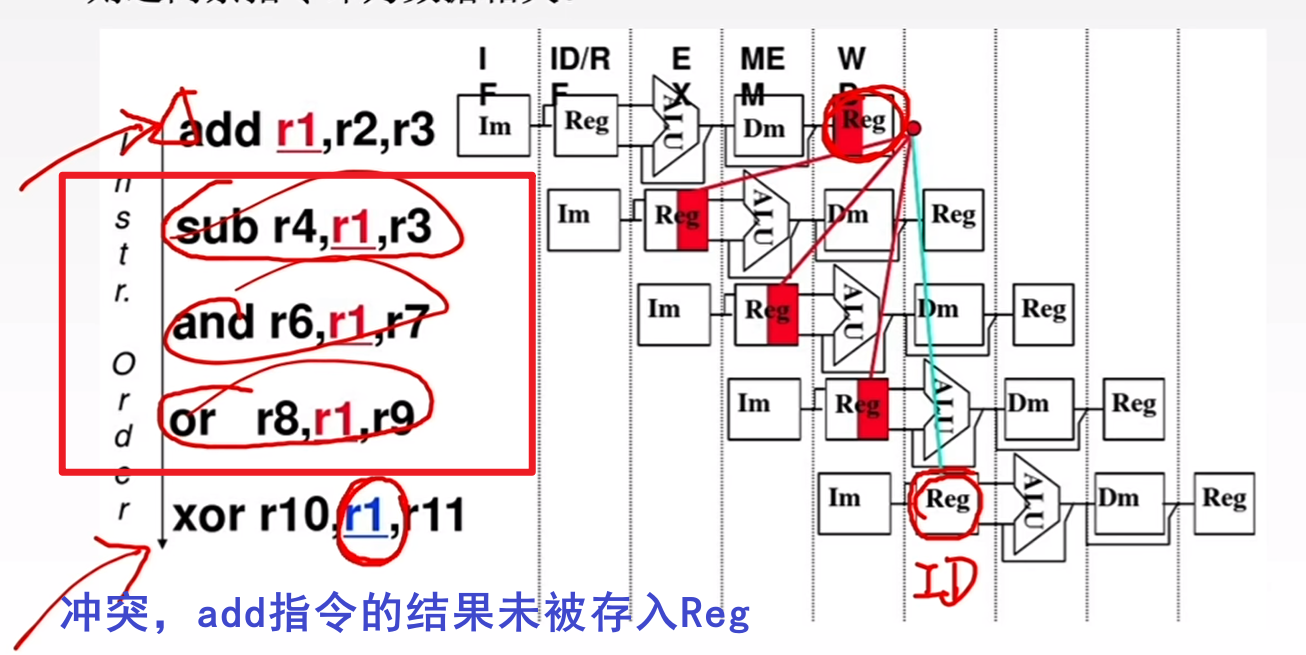 IF ID/RF EX MEM WB
Instr. Order
add r1,r2,r3 Im Reg ALU Dm Reg
sub r4,r1,r3 Im Reg ALU Dm Reg
and r6,r1,r7 Im Reg ALU Dm Reg
or r8,r1,r9 Im Reg ALU Dm Reg
xor r10,r1,r11 Im Reg ALU Dm Reg
ID
冲突，add指令的结果未被存入Reg